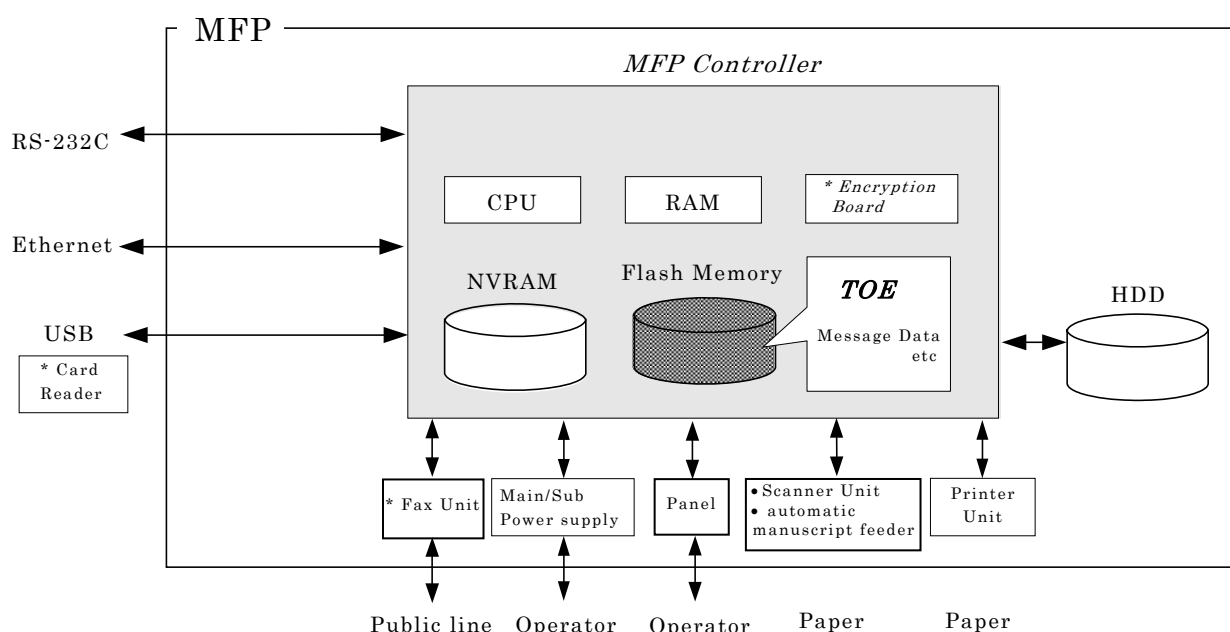 MFP
MFP Controller
RS-232C
CPU
RAM
* Encryption
Board
Ethernet
NVRAM
Flash Memory
TOE
Message Data
etc
HDD
USB
* Card
Reader
* Fax Unit
Main/Sub
Power supply
Panel
• Scanner Unit
• automatic
manuscript feeder
Printer
Unit
Public line
Operator
Operator
Paper
Paper